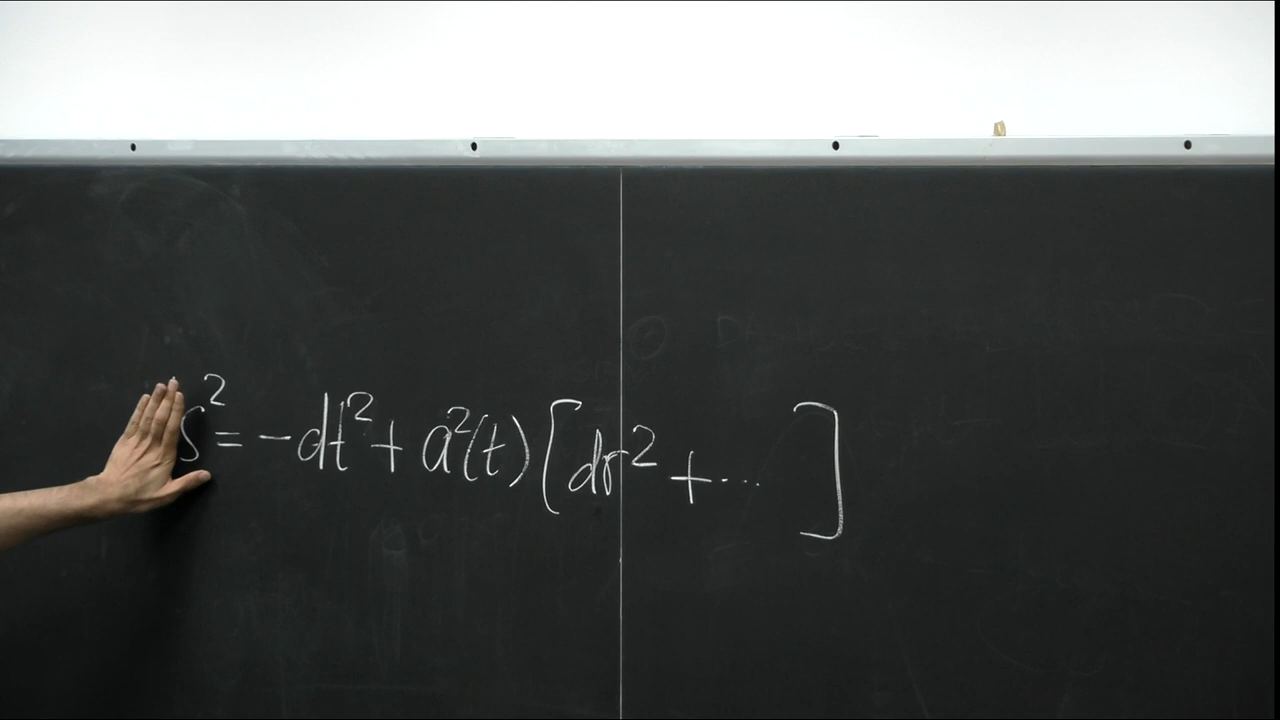 s² = -dt² + a²(t) [dr² + ... ]